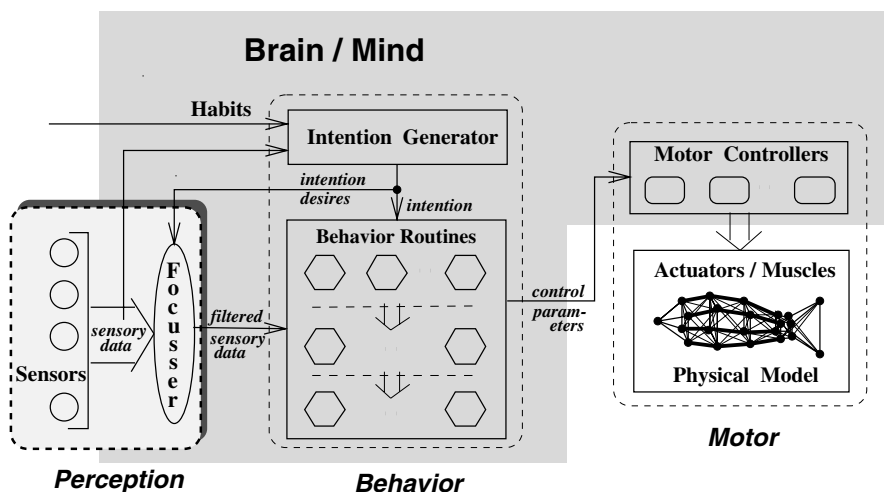 Brain / Mind
Habits
Intention Generator
intention
desires
intention
Motor Controllers
Behavior Routines
Focusser
Sensors
sensory
data
filtered
sensory
data
control
param-
eters
Actuators / Muscles
Physical Model
Perception
Behavior
Motor